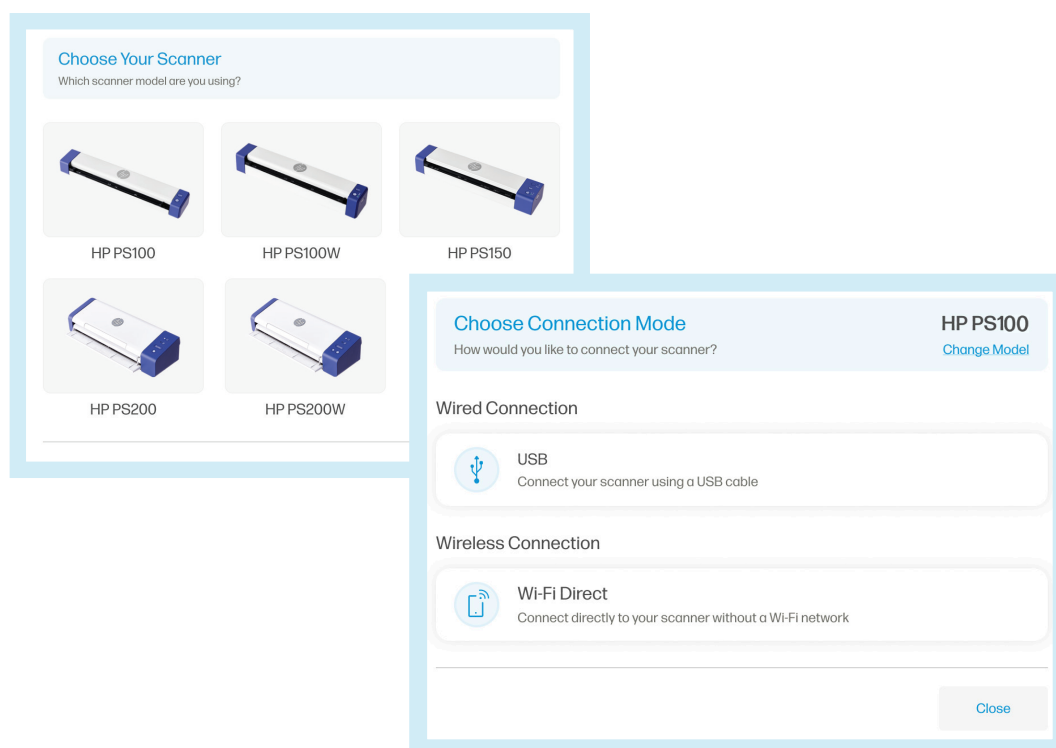 Choose Your Scanner
Which scanner model are you using?
HP PS100
HP PS100W
HP PS150
HP PS200
HP PS200W
Choose Connection Mode
HP PS100
How would you like to connect your scanner?
Change Model
Wired Connection
USB
Connect your scanner using a USB cable
Wireless Connection
Wi-Fi Direct
Connect directly to your scanner without a Wi-Fi network
Close